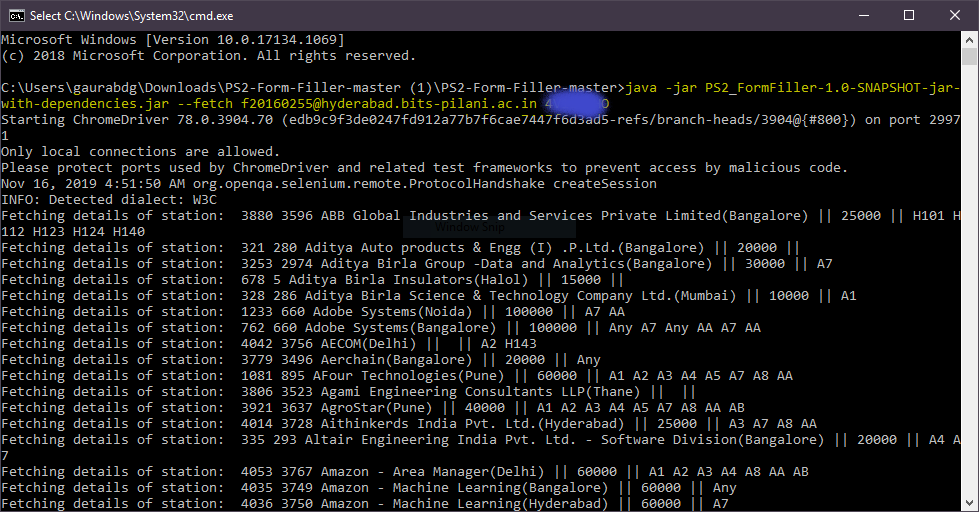 Select C:\Windows\System32\cmd.exe
Microsoft Windows [Version 10.0.17134.1069]
(c) 2018 Microsoft Corporation. All rights reserved.
C:\Users\gaurabdg\Downloads\PS2-Form-Filler-master (1)\PS2-Form-Filler-master>java -jar PS2_FormFiller-1.0-SNAPSHOT-jar-
with-dependencies.jar --fetch f20160255@hyderabad.bits-pilani.ac.in
Starting ChromeDriver 78.0.3904.70 (edb9c9f3de0247fd912a77b7f6cae7447f6d3ad5-refs/branch-heads/3904@{#800}) on port 2997
1
Only local connections are allowed.
Please protect ports used by ChromeDriver and related test frameworks to prevent access by malicious code.
Nov 16, 2019 4:51:50 AM org.openqa.selenium.remote.ProtocolHandshake createSession
INFO: Detected dialect: W3C
Fetching details of station:  3880 3596 ABB Global Industries and Services Private Limited(Bangalore) || 25000 || H101 H
112 H123 H124 H140
Window Snip
Fetching details of station:  321 280 Aditya Auto products & Engg (I) .P.Ltd.(Bangalore) || 20000 ||
Fetching details of station:  3253 2974 Aditya Birla Group -Data and Analytics(Bangalore) || 30000 || A7
Fetching details of station:  678 5 Aditya Birla Insulators(Halol) || 15000 ||
Fetching details of station:  328 286 Aditya Birla Science & Technology Company Ltd.(Mumbai) || 10000 || A1
Fetching details of station:  1233 660 Adobe Systems(Noida) || 100000 || A7 AA
Fetching details of station:  762 660 Adobe Systems(Bangalore) || 100000 || Any A7 Any AA A7 AA
Fetching details of station:  4042 3756 AECOM(Delhi) ||  || A2 H143
Fetching details of station:  3779 3496 Aerchain(Bangalore) || 20000 || Any
Fetching details of station:  1081 895 AFour Technologies(Pune) || 60000 || A1 A2 A3 A4 A5 A7 A8 AA
Fetching details of station:  3806 3523 Agami Engineering Consultants LLP(Thane) ||  ||
Fetching details of station:  3921 3637 AgroStar(Pune) || 40000 || A1 A2 A3 A4 A5 A7 A8 AA AB
Fetching details of station:  4014 3728 Aithinkerds India Pvt. Ltd.(Hyderabad) || 25000 || A3 A7 A8 AA
Fetching details of station:  335 293 Altair Engineering India Pvt. Ltd. - Software Division(Bangalore) || 20000 || A4 A
7
Fetching details of station:  4053 3767 Amazon - Area Manager(Delhi) || 60000 || A1 A2 A3 A4 A8 AA AB
Fetching details of station:  4035 3749 Amazon - Machine Learning(Bangalore) || 60000 || Any
Fetching details of station:  4036 3750 Amazon - Machine Learning(Hyderabad) || 60000 || A7